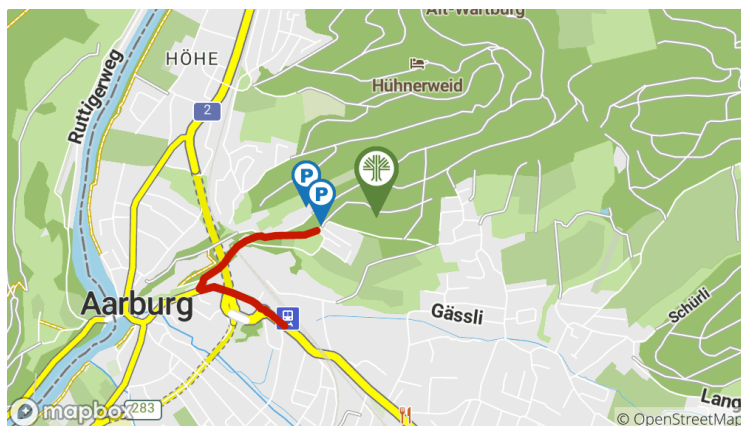 Alt-Wartburg
HÖHE
Hühnerweid
Ruttigerweg
2
P
P
Aarburg
Gässli
Schürli
Lang
mapbox
283
© OpenStreetMap